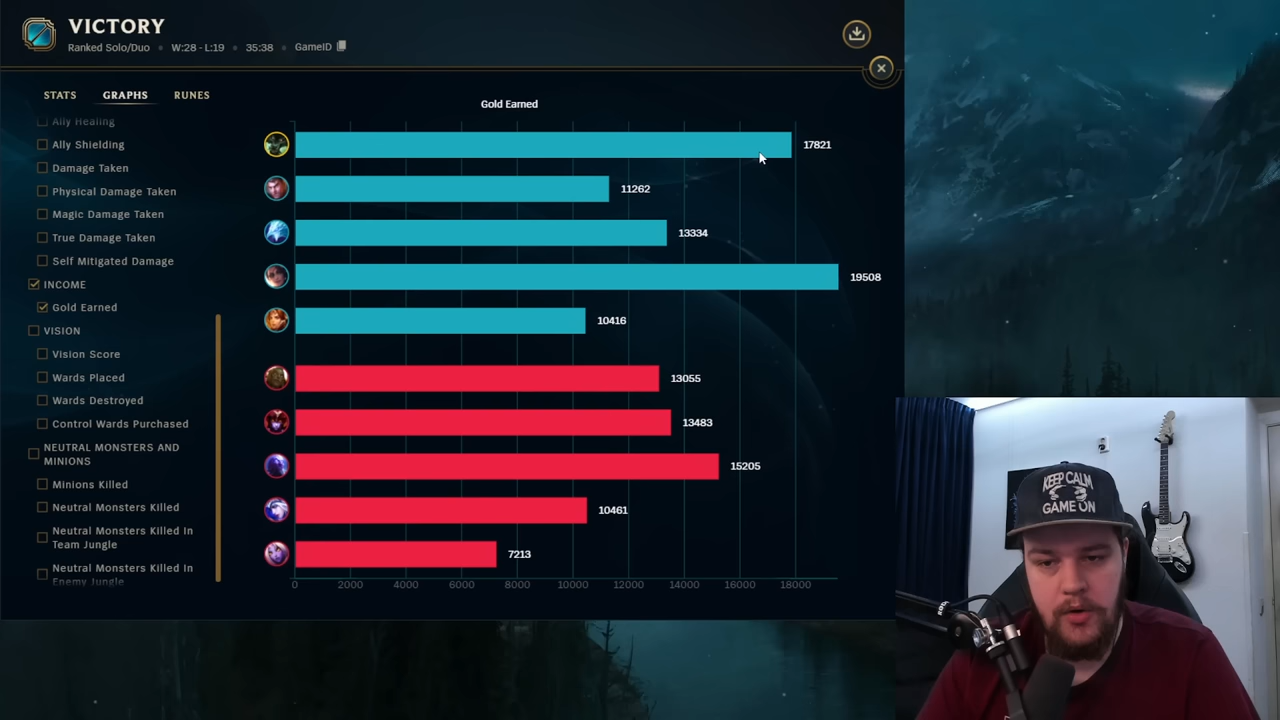 VICTORY
Ranked Solo/Duo • W:28 - L:19 • 35:38 • GameID
STATS GRAPHS RUNES
Ally Healing
Ally Shielding
Damage Taken
Physical Damage Taken
Magic Damage Taken
True Damage Taken
Self Mitigated Damage
INCOME
Gold Earned
VISION
Vision Score
Wards Placed
Wards Destroyed
Control Wards Purchased
NEUTRAL MONSTERS AND
MINIONS
Minions Killed
Neutral Monsters Killed
Neutral Monsters Killed In
Team Jungle
Neutral Monsters Killed In
Enemy Jungle
Gold Earned
17821
11262
13334
19508
10416
13055
13483
15205
10461
7213
0 2000 4000 6000 8000 10000 12000 14000 16000 18000
KEEP CALM
GAME ON